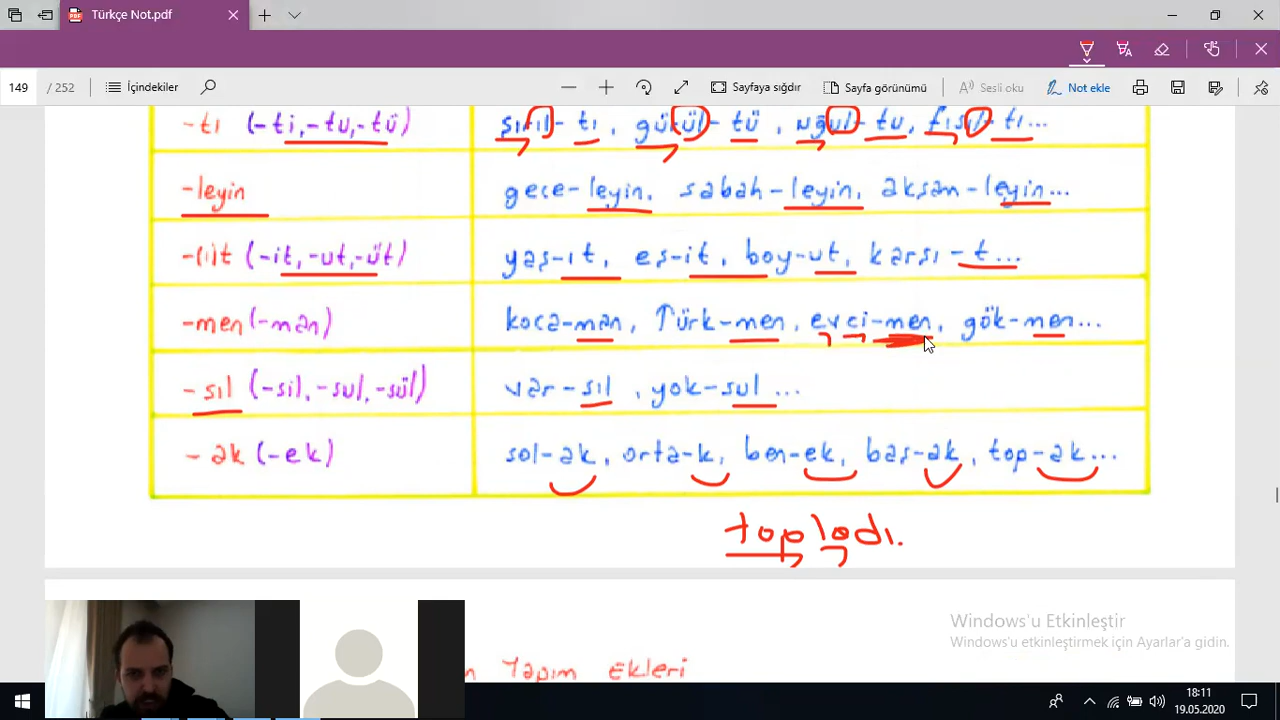 Türkçe Not.pdf
149 / 252 İçindekiler Sayfaya sığdır Sayfa görünümü Sesli oku Not ekle
-tı (-ti,-tu,-tü) şırıl-tı, gürül-tü, uğul-tu, fısıl-tı...
-leyin gece-leyin, sabah-leyin, akşam-leyin...
-(ı)t (-it,-ut,-üt) yaş-ıt, eş-it, boy-ut, karşı-t...
-men (-man) koca-man, Türk-men, evci-men, gök-men...
-sıl (-sil,-sul,-sül) var-sıl, yok-sul...
-ak (-ek) sol-ak, orta-k, ben-ek, baş-ak, top-ak...
topladı.
Windows'u Etkinleştir
Windows'u etkinleştirmek için Ayarlar'a gidin.
Yapım ekleri
18:11
19.05.2020